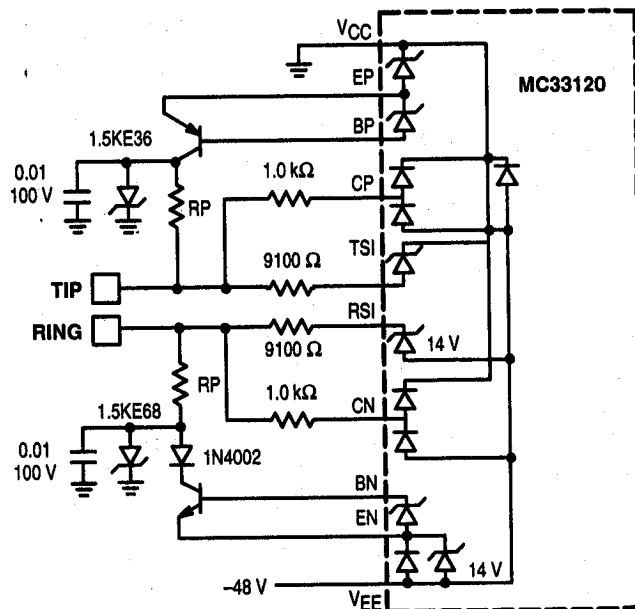 VCC
EP
MC33120
BP
1.5KE36
1.0 kΩ
0.01
100 V
CP
RP
TSI
9100 Ω
TIP
RSI
RING
9100 Ω
14 V
RP
1.0 kΩ
CN
1.5KE68
0.01
100 V
1N4002
BN
EN
–48 V
14 V
VEE